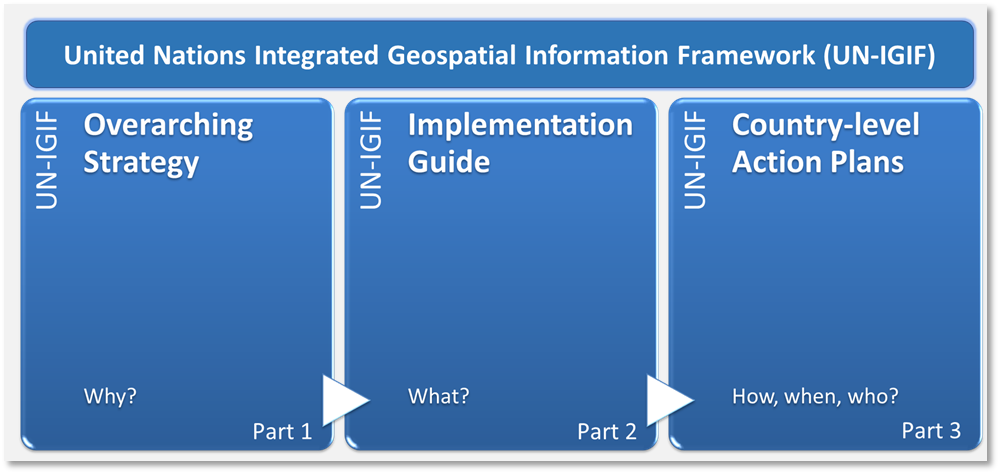 United Nations Integrated Geospatial Information Framework (UN-IGIF)
UN-IGIF
Overarching
Strategy
Why?
Part 1
UN-IGIF
Implementation
Guide
What?
Part 2
UN-IGIF
Country-level
Action Plans
How, when, who?
Part 3